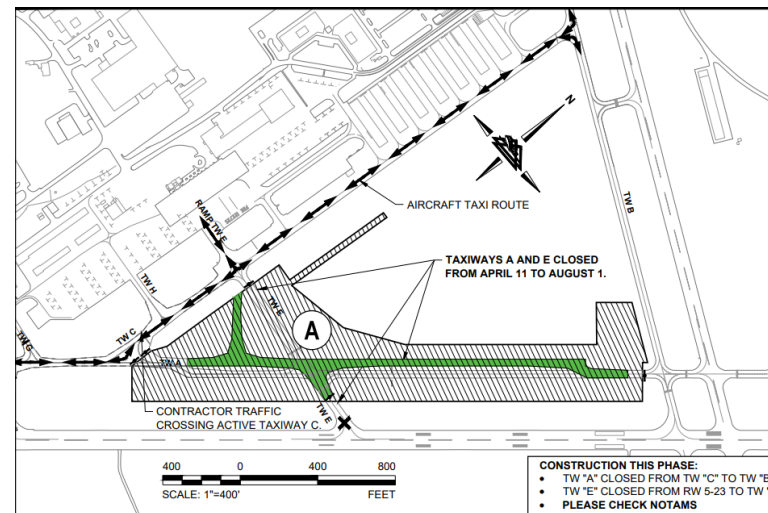 N
TW B
AIRCRAFT TAXI ROUTE
RAMP TW F
TAXIWAYS A AND E CLOSED
FROM APRIL 11 TO AUGUST 1.
TW H
TW E
A
TW G
TW C
TW A
CONTRACTOR TRAFFIC
CROSSING ACTIVE TAXIWAY C.
TW E
400 0 400 800
SCALE: 1"=400' FEET
CONSTRUCTION THIS PHASE:
• TW "A" CLOSED FROM TW "C" TO TW "B
• TW "E" CLOSED FROM RW 5-23 TO TW "
• PLEASE CHECK NOTAMS